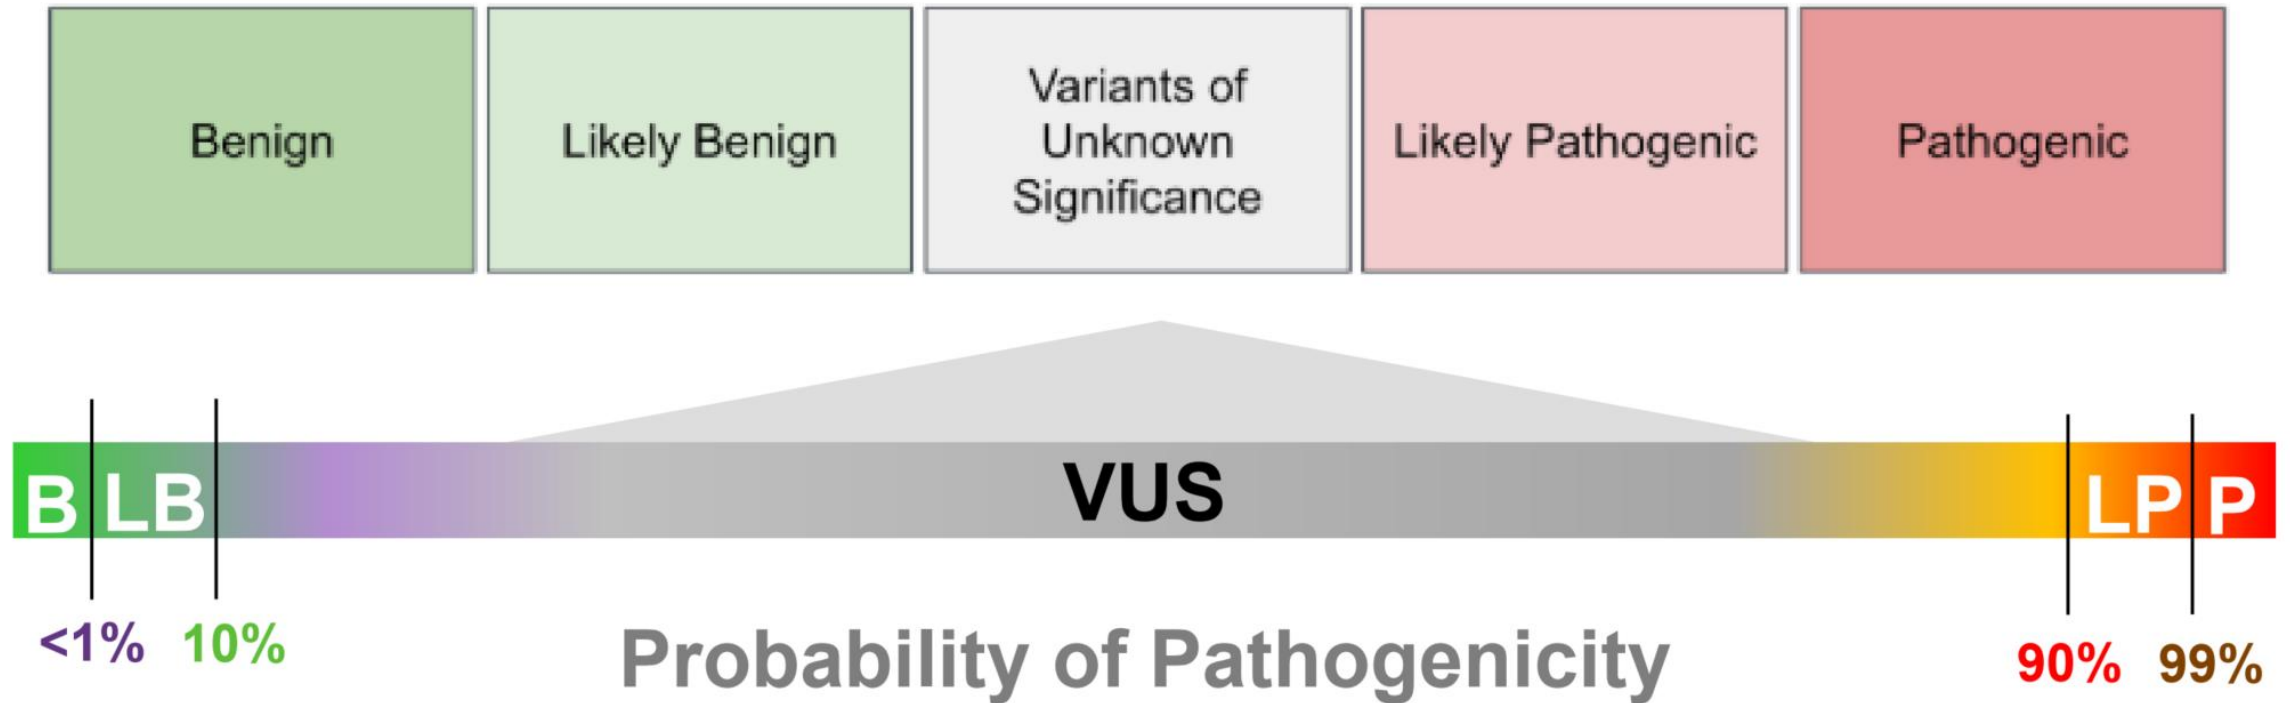 Benign
Likely Benign
Variants of
Unknown
Significance
Likely Pathogenic
Pathogenic
B
LB
VUS
LP
P
<1%
10%
Probability of Pathogenicity
90%
99%